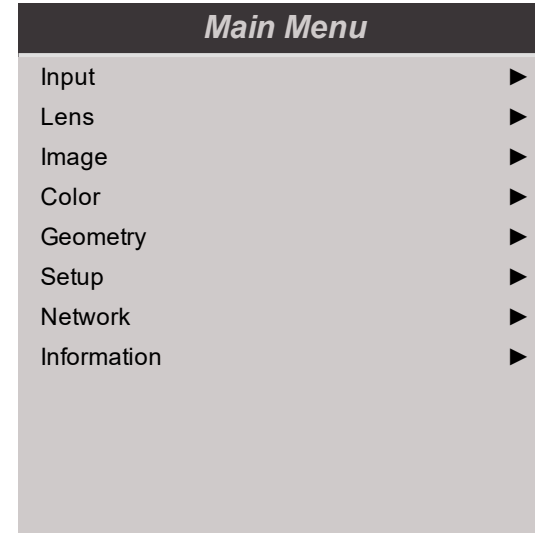 Main Menu
Input
Lens
Image
Color
Geometry
Setup
Network
Information